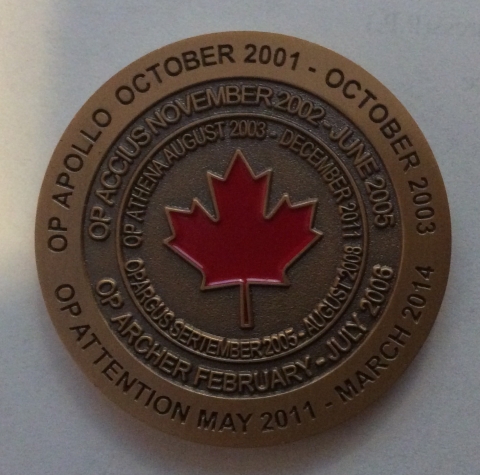 OP APOLLO OCTOBER 2001 - OCTOBER 2003
OP ACCIUS NOVEMBER 2002 - JUNE 2005
OP ATHENA AUGUST 2003 - DECEMBER 2011
OP ARGUS SERTEMBER 2005 - AUGUST 2008
OP ARCHER FEBRUARY - JULY 2006
OP ATTENTION MAY 2011 - MARCH 2014